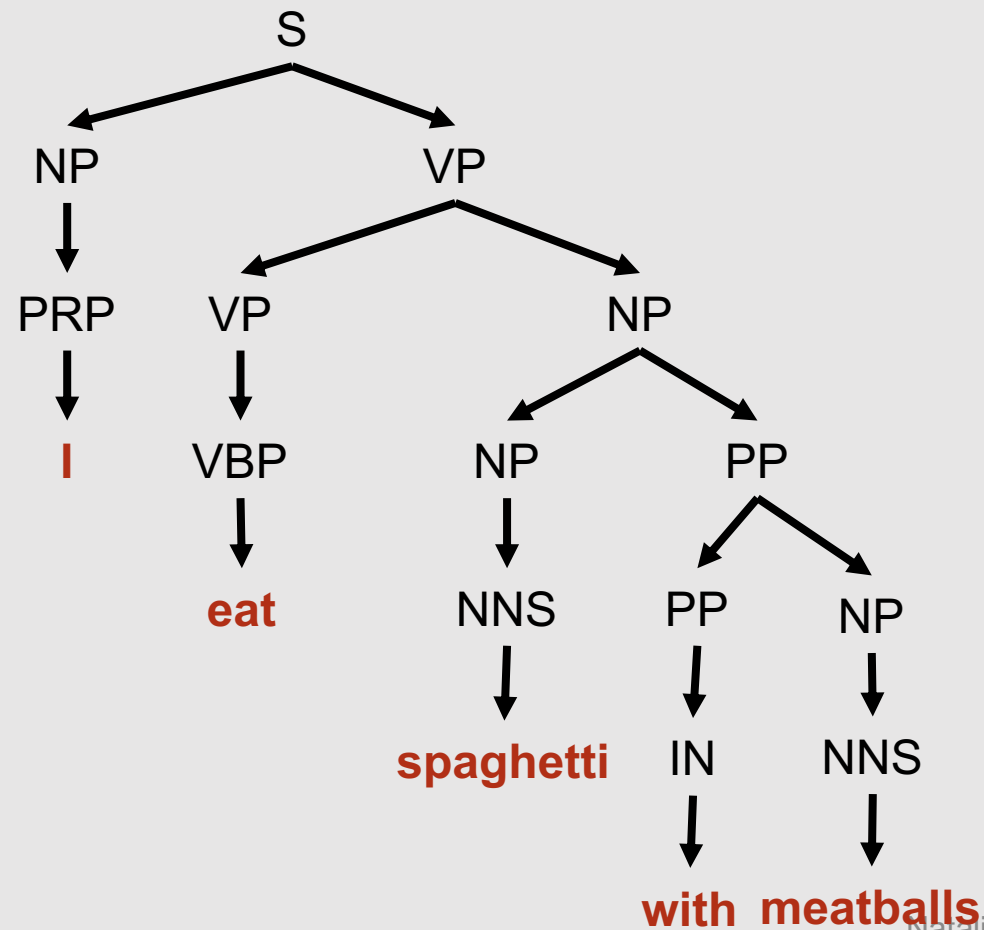 S
NP VP
PRP VP NP
I VBP NP PP
eat NNS PP NP
spaghetti IN NNS
with meatballs